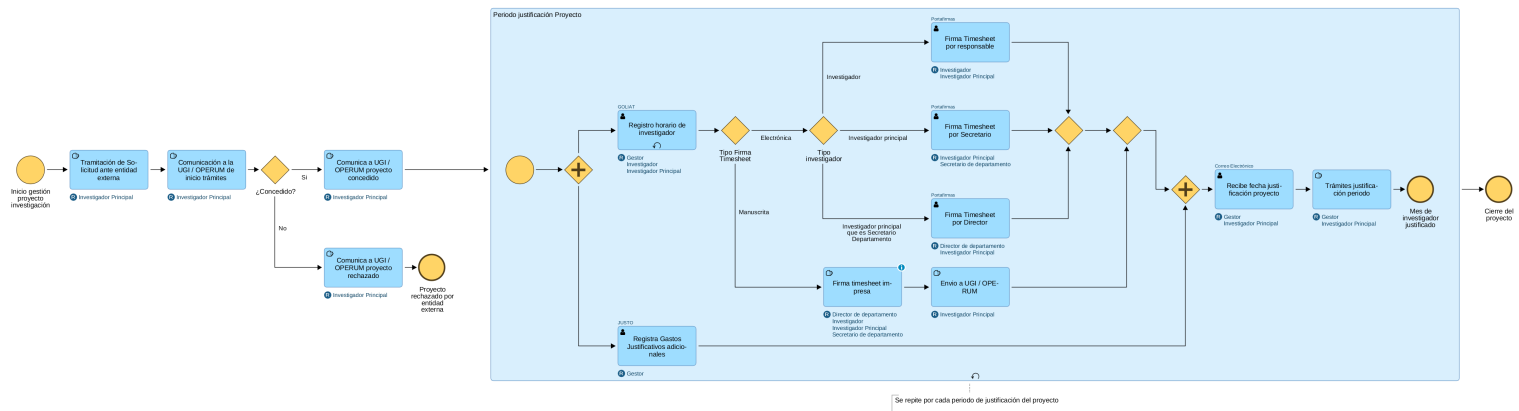 Periodo justificación Proyecto
Inicio gestión
proyecto
investigación
Tramitación de So-
licitud ante entidad
externa
R Investigador Principal
Comunicación a la
UGI / OPERUM de
inicio trámites
R Investigador Principal
¿Concedido?
Si
No
Comunica a UGI /
OPERUM proyecto
concedido
R Investigador Principal
Comunica a UGI /
OPERUM proyecto
rechazado
R Investigador Principal
Proyecto
rechazado por
entidad
externa
GOLIAT
Registro horario de
investigador
R Gestor
Investigador
Investigador Principal
Tipo Firma
Timesheet
Electrónica
Manuscrita
Tipo
investigador
Investigador
Investigador principal
Investigador principal
que es Secretario
Departamento
Portafirmas
Firma Timesheet
por responsable
R Investigador
Investigador Principal
Portafirmas
Firma Timesheet
por Secretario
R Investigador Principal
Secretario de departamento
Portafirmas
Firma Timesheet
por Director
R Director de departamento
Investigador Principal
Firma timesheet im-
presa
R Director de departamento
Investigador
Investigador Principal
Secretario de departamento
Envio a UGI / OPE-
RUM
R Investigador Principal
JUSTO
Registra Gastos
Justificativos adicio-
nales
R Gestor
Correo Electrónico
Recibe fecha justi-
ficación proyecto
R Gestor
Investigador Principal
Trámites justifica-
ción periodo
R Gestor
Investigador Principal
Mes de
investigador
justificado
Cierre del
proyecto
Se repite por cada periodo de justificación del proyecto